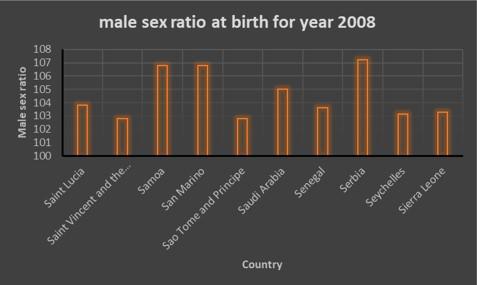 male sex ratio at birth for year 2008
Male sex ratio
108
107
106
105
104
103
102
101
100
Saint Lucia
Saint Vincent and the...
Samoa
San Marino
Sao Tome and Principe
Saudi Arabia
Senegal
Serbia
Seychelles
Sierra Leone
Country